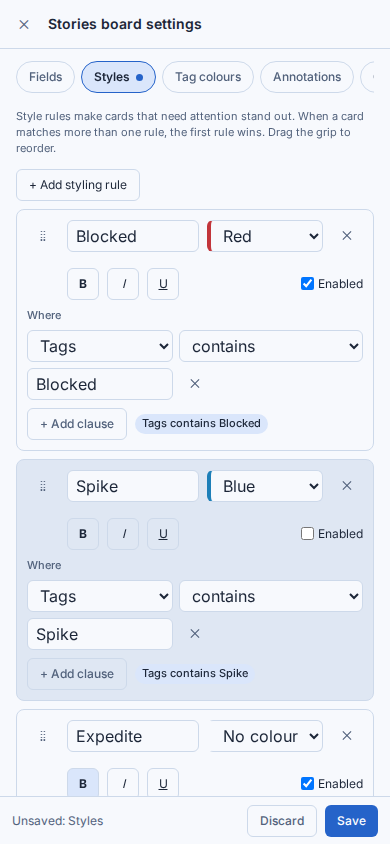 Stories board settings
Fields
Styles
Tag colours
Annotations
Style rules make cards that need attention stand out. When a card
matches more than one rule, the first rule wins. Drag the grip to
reorder.
+ Add styling rule
Blocked
Red
B
I
U
Enabled
Where
Tags
contains
Blocked
+ Add clause
Tags contains Blocked
Spike
Blue
B
I
U
Enabled
Where
Tags
contains
Spike
+ Add clause
Tags contains Spike
Expedite
No colour
B
I
U
Enabled
Unsaved: Styles
Discard
Save